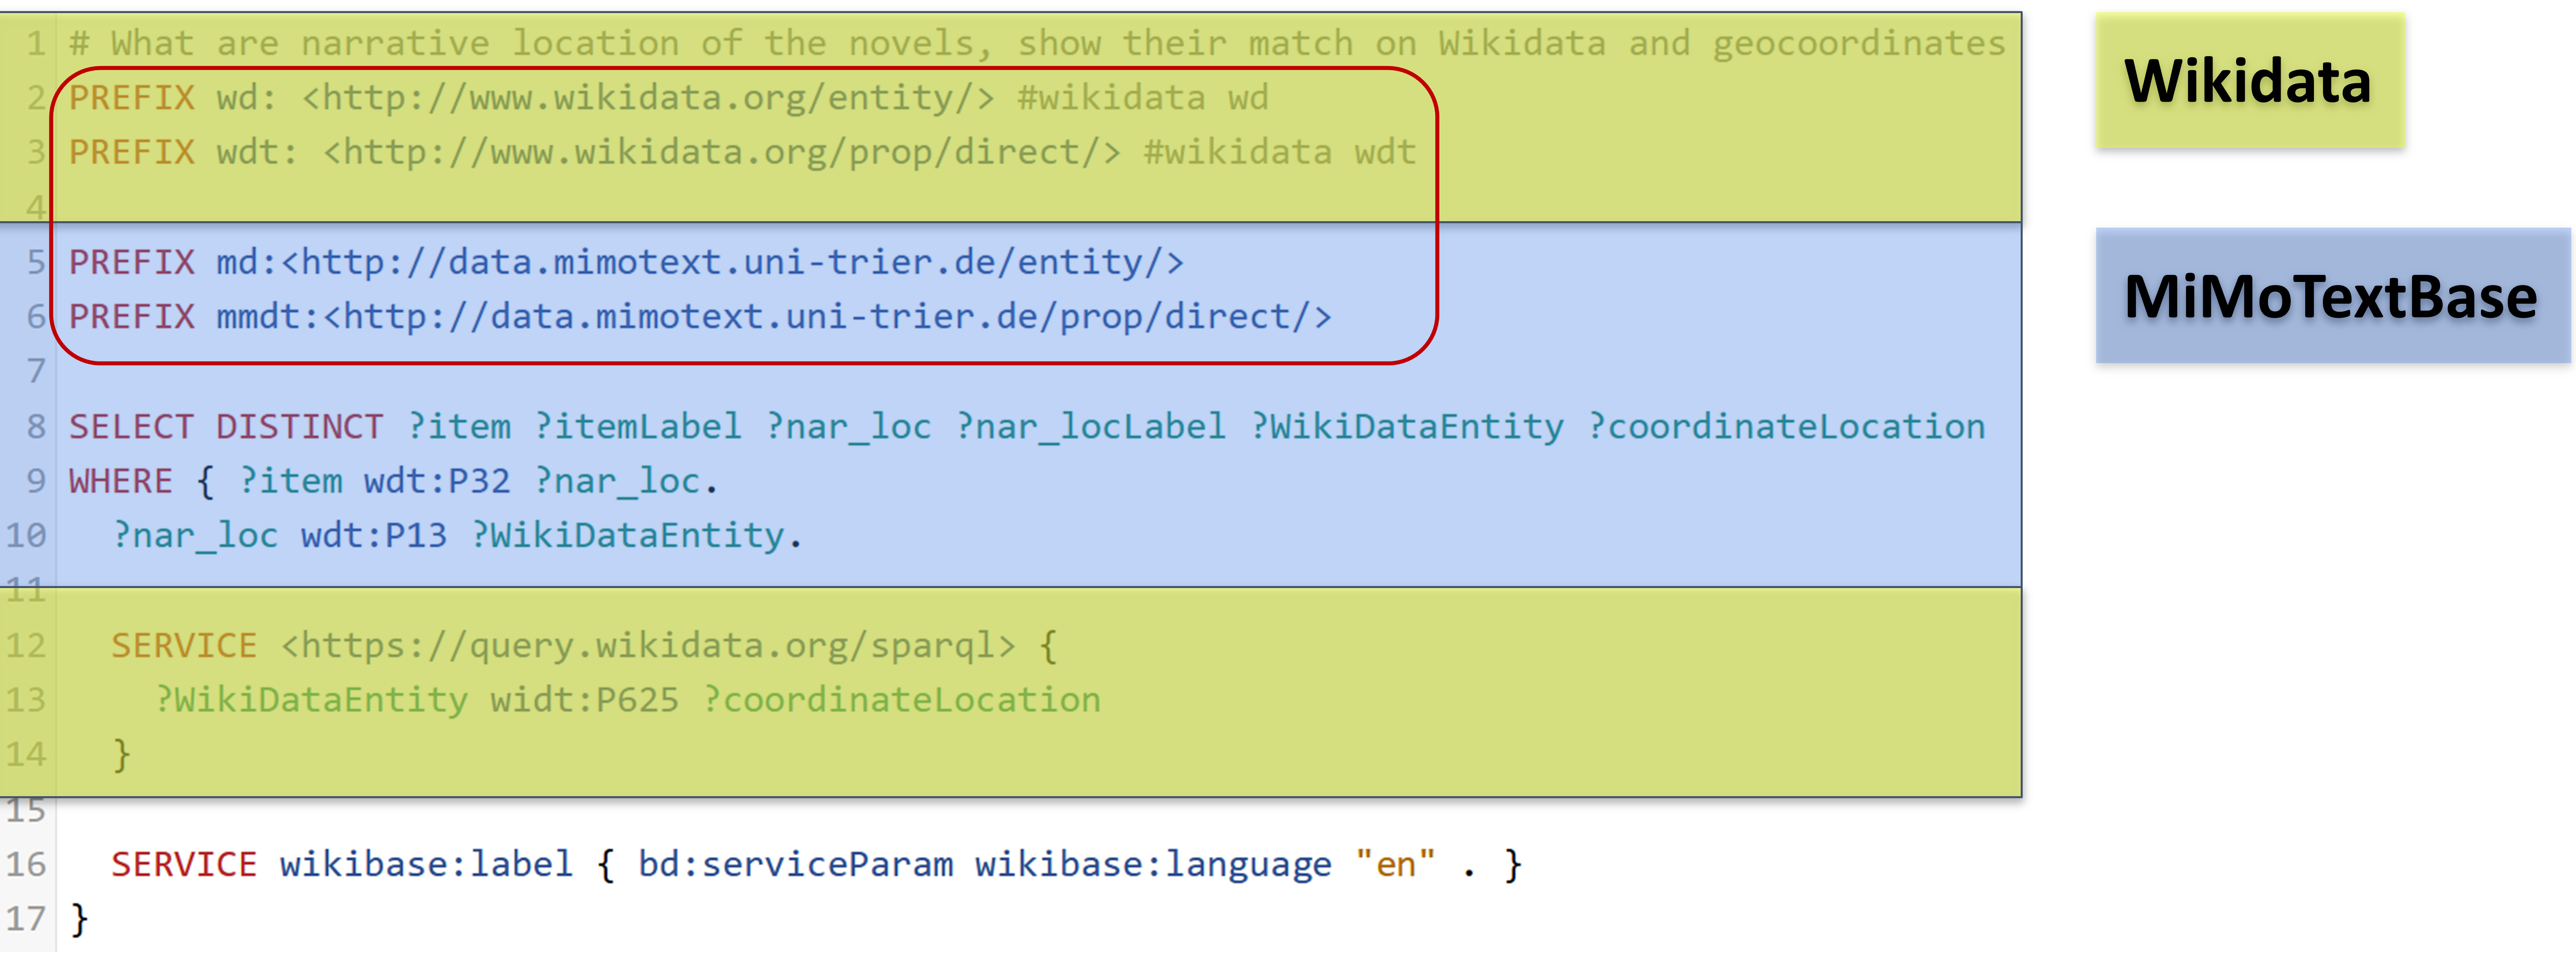 1 # What are narrative location of the novels, show their match on Wikidata and geocoordinates
2 PREFIX wd: <http://www.wikidata.org/entity/> #wikidata wd
3 PREFIX wdt: <http://www.wikidata.org/prop/direct/> #wikidata wdt
4
5 PREFIX md:<http://data.mimotext.uni-trier.de/entity/>
6 PREFIX mmdt:<http://data.mimotext.uni-trier.de/prop/direct/>
7
8 SELECT DISTINCT ?item ?itemLabel ?nar_loc ?nar_locLabel ?WikiDataEntity ?coordinateLocation
9 WHERE { ?item wdt:P32 ?nar_loc.
10 ?nar_loc wdt:P13 ?WikiDataEntity.
11
12 SERVICE <https://query.wikidata.org/sparql> {
13 ?WikiDataEntity widt:P625 ?coordinateLocation
14 }
15
16 SERVICE wikibase:label { bd:serviceParam wikibase:language "en" . }
17 }
Wikidata
MiMoTextBase